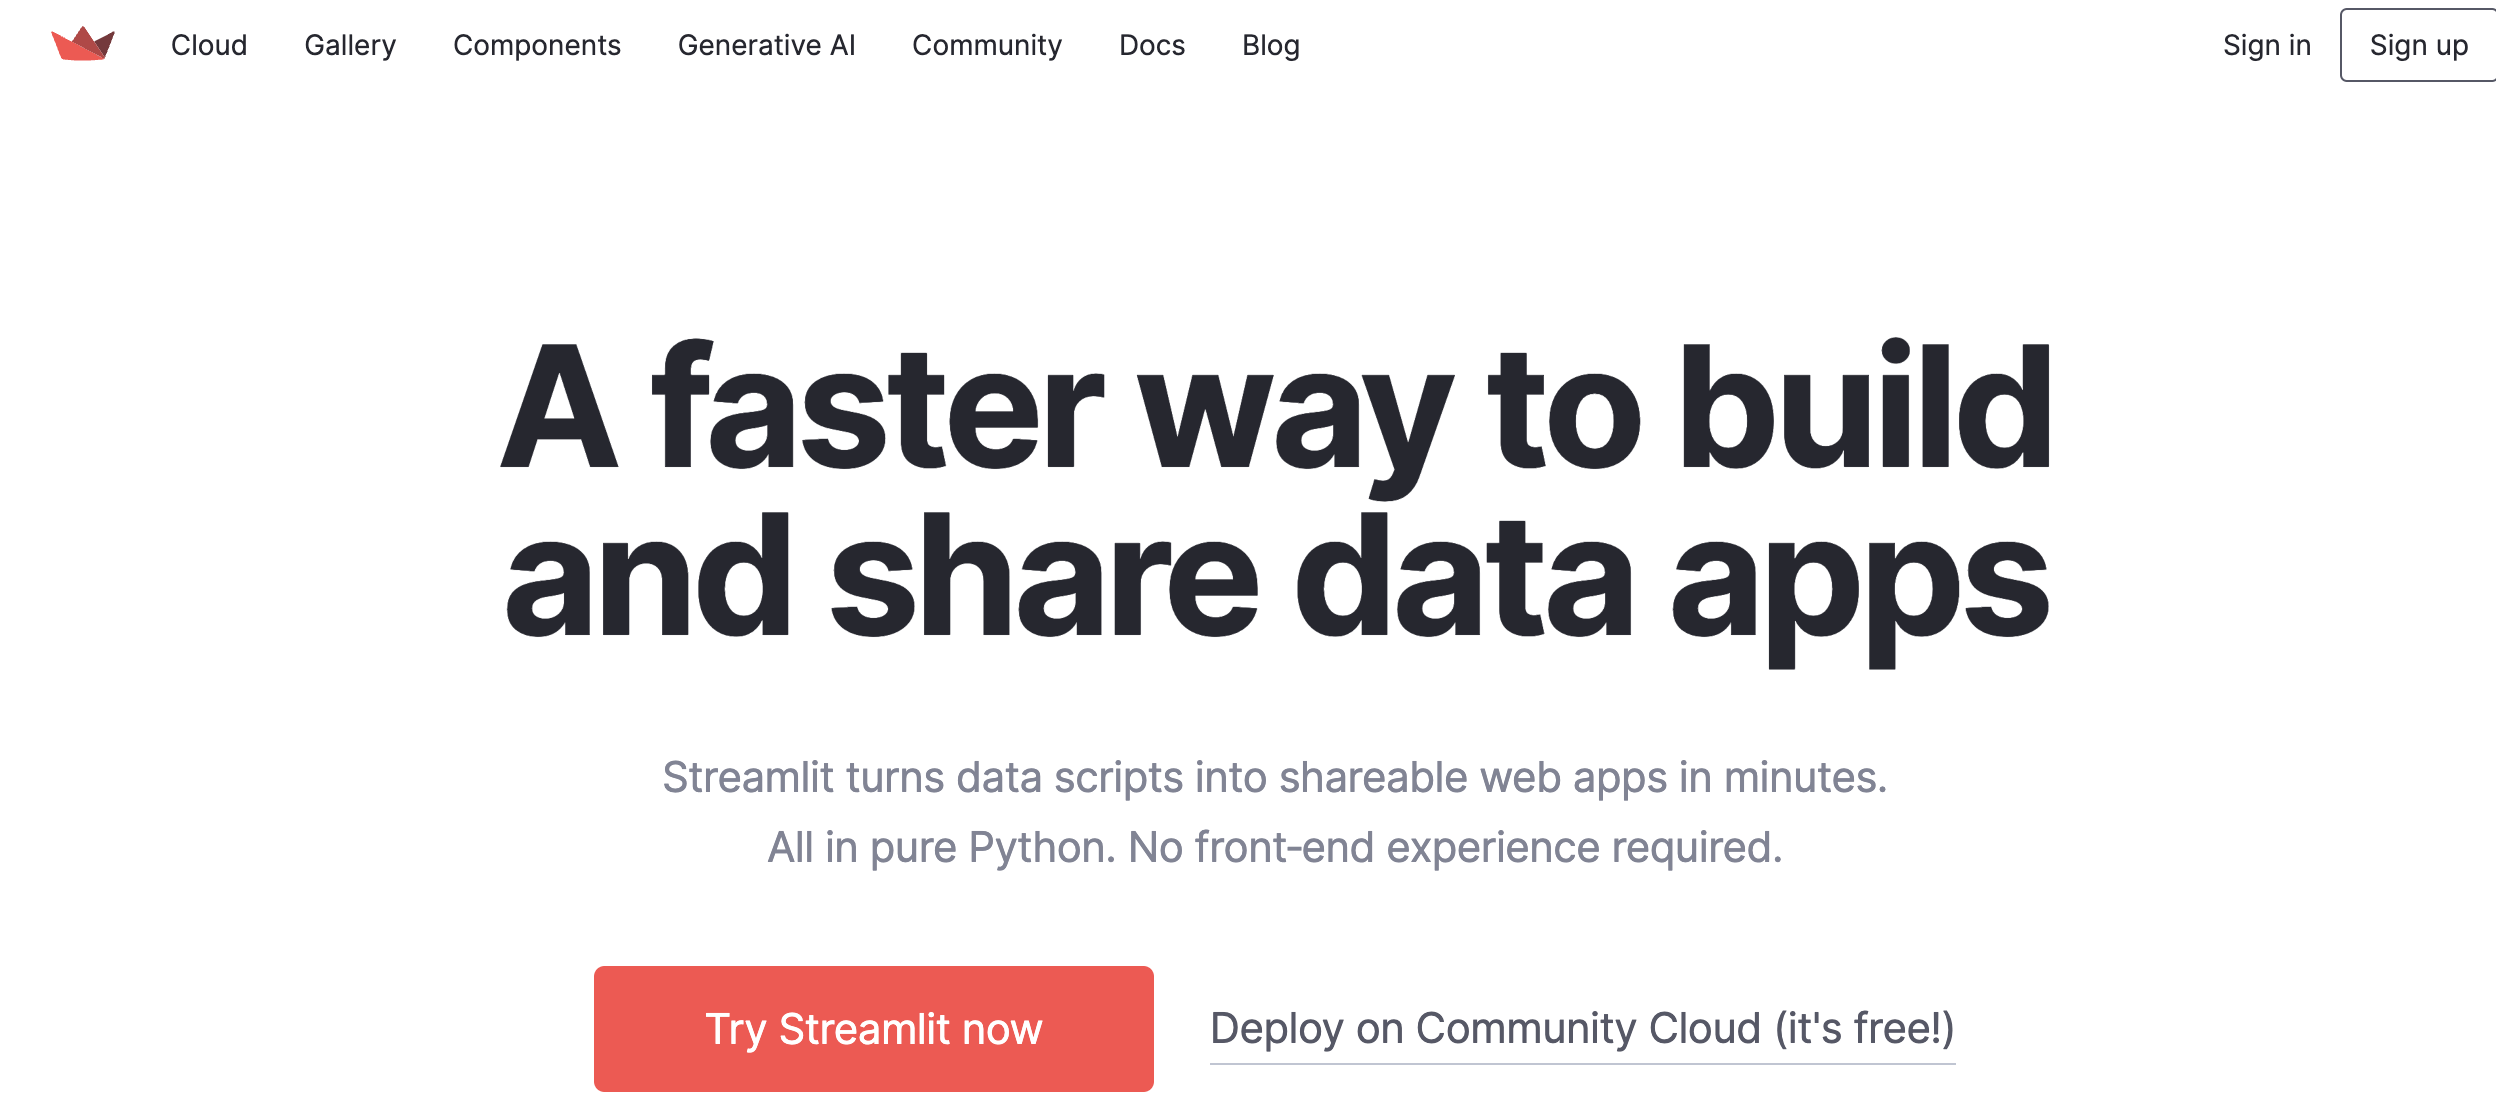 Cloud Gallery Components Generative AI Community Docs Blog Sign in Sign up
A faster way to build
and share data apps
Streamlit turns data scripts into shareable web apps in minutes.
All in pure Python. No front-end experience required.
Try Streamlit now Deploy on Community Cloud (it's free!)